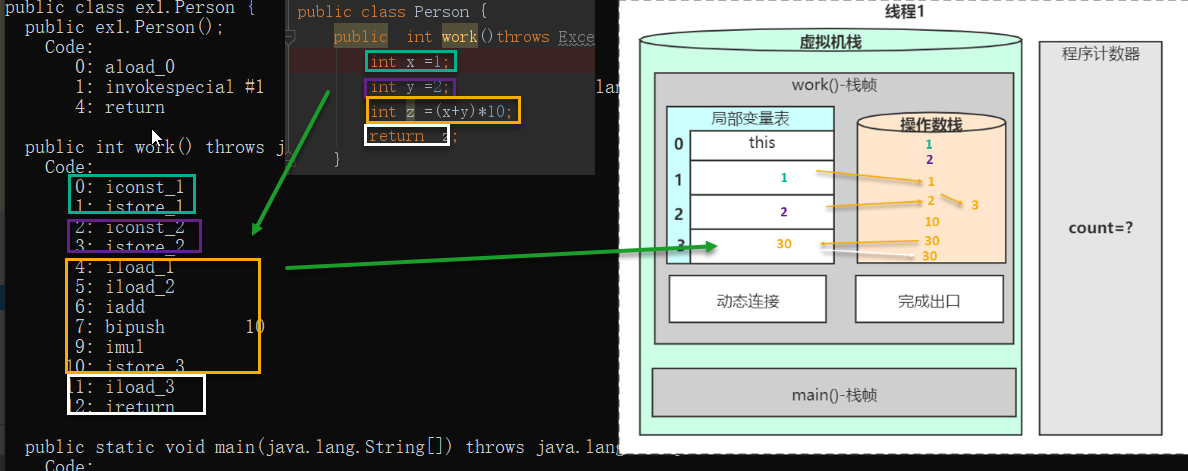 public class ex1.Person {
public ex1.Person();
Code:
0: aload_0
1: invokespecial #1
4: return
public int work() throws j
Code:
0: iconst_1
1: istore_1
2: iconst_2
3: istore_2
4: iload_1
5: iload_2
6: iadd
7: bipush 10
9: imul
10: istore_3
11: iload_3
12: ireturn
public static void main(java.lang.String[]) throws java.lang
Code:
public class Person {
public int work()throws Exce
int x =1;
int y =2;
int z =(x+y)*10;
return z;
}
la
线程1
虚拟机栈
work()-栈帧
局部变量表
0 this
1 1
2 2
3 30
操作数栈
1
2
1
2 3
10
30
30
动态连接
完成出口
main()-栈帧
程序计数器
count=?